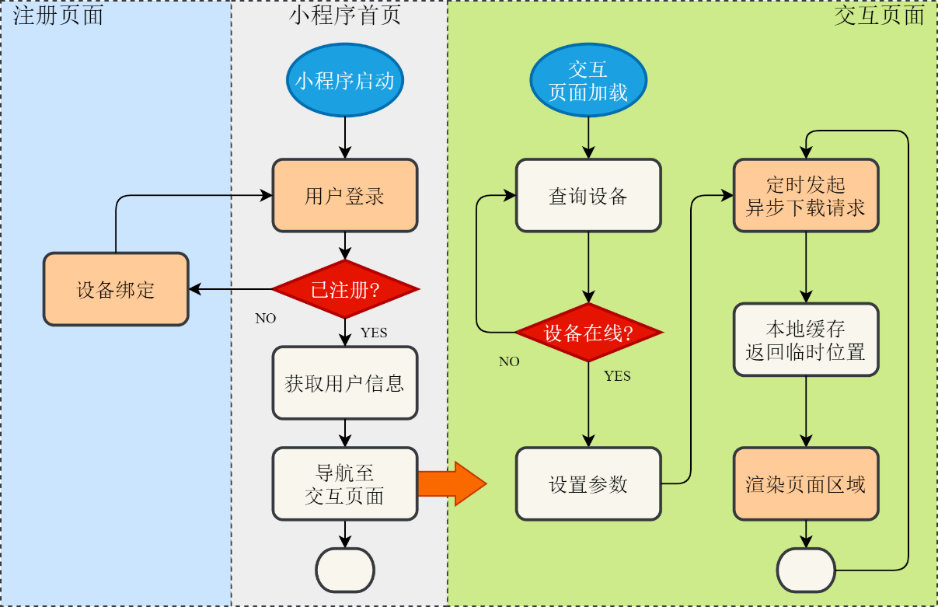 注册页面
小程序首页
交互页面
小程序启动
用户登录
设备绑定
已注册?
NO
YES
获取用户信息
导航至
交互页面
交互
页面加载
查询设备
设备在线?
NO
YES
设置参数
定时发起
异步下载请求
本地缓存
返回临时位置
渲染页面区域